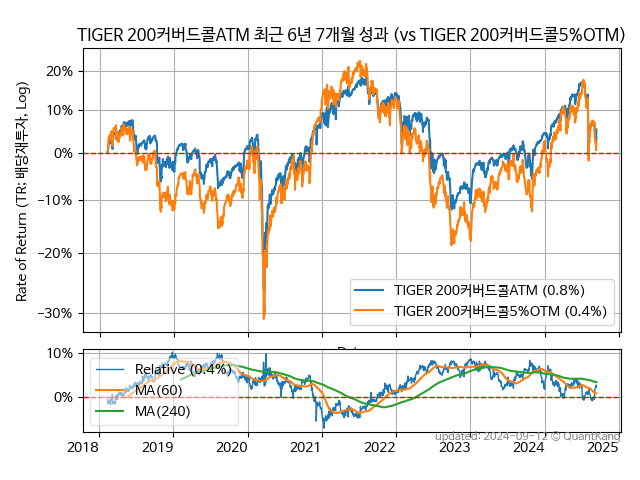 TIGER 200커버드콜ATM 최근 6년 7개월 성과 (vs TIGER 200커버드콜5%OTM)
Rate of Return (TR: 배당재투자, Log)
20%
10%
0%
−10%
−20%
−30%
TIGER 200커버드콜ATM (0.8%)
TIGER 200커버드콜5%OTM (0.4%)
10%
0%
Relative (0.4%)
MA(60)
MA(240)
updated: 2024-09-12 © QuantKang
2018 2019 2020 2021 2022 2023 2024 2025